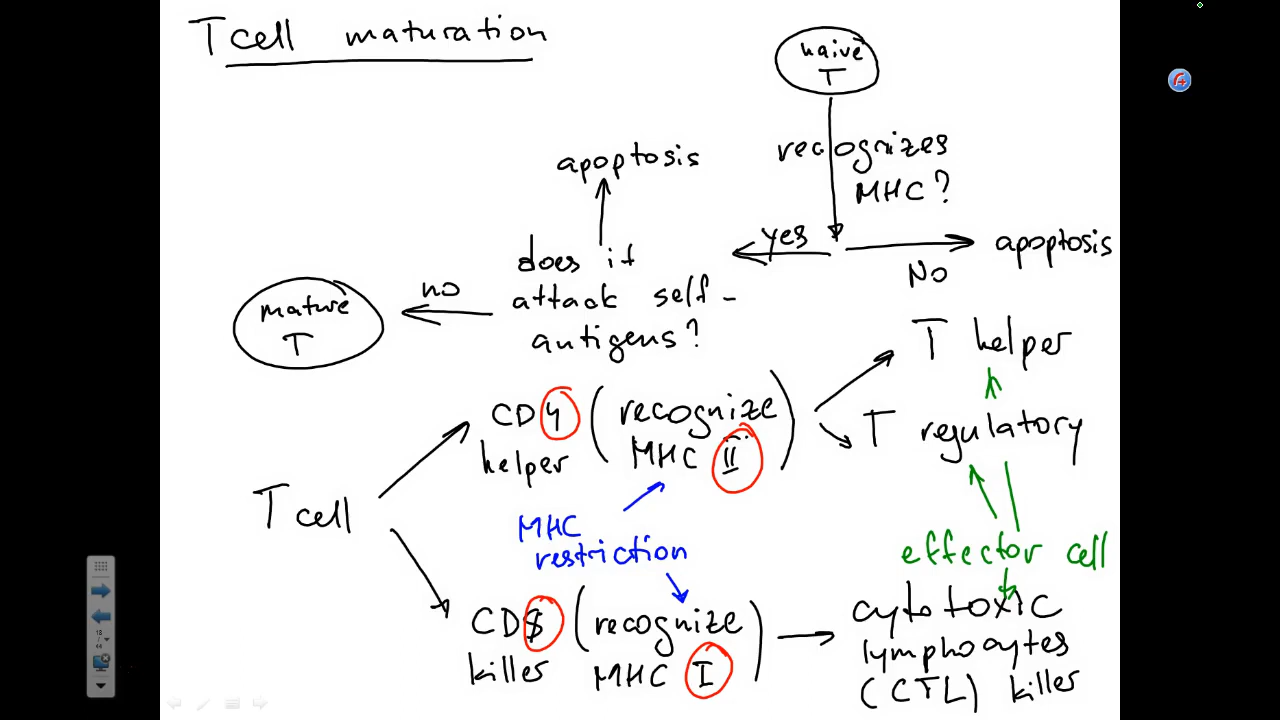 T cell maturation
naive
T
recognizes
MHC?
apoptosis
yes
No
apoptosis
does it
attack self-
antigens?
no
mature
T
T helper
CD4 (recognize
helper MHC II)
T regulatory
T cell
MHC
restriction
effector cell
CD8 (recognize
killer MHC I)
cytotoxic
lymphocytes
(CTL) killer